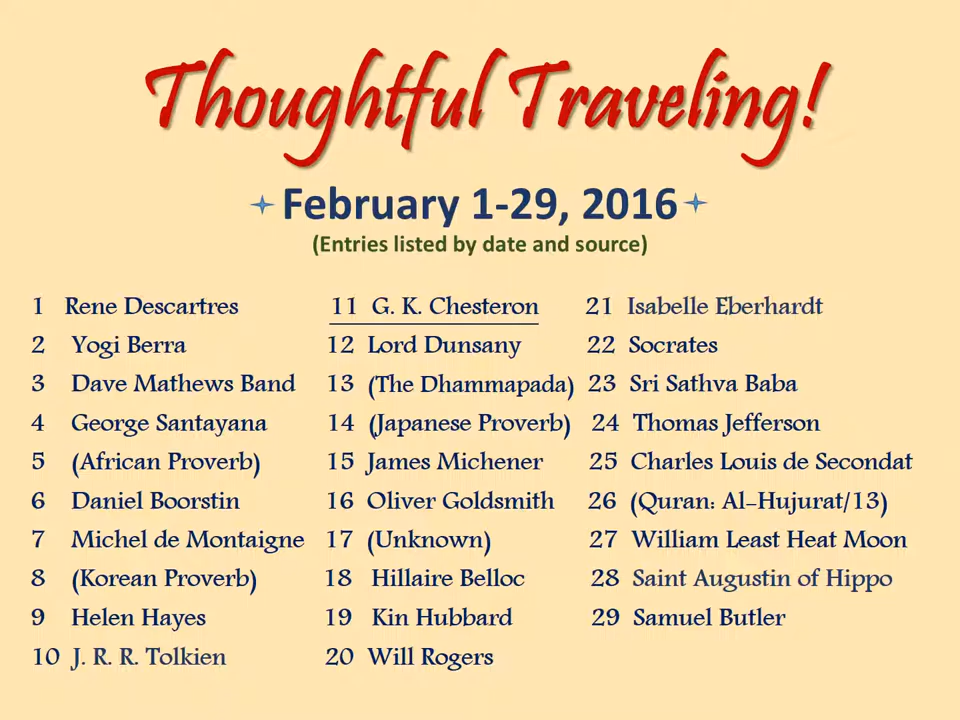 Thoughtful Traveling!
February 1-29, 2016
(Entries listed by date and source)
1 Rene Descartres
2 Yogi Berra
3 Dave Mathews Band
4 George Santayana
5 (African Proverb)
6 Daniel Boorstin
7 Michel de Montaigne
8 (Korean Proverb)
9 Helen Hayes
10 J. R. R. Tolkien
11 G. K. Chesteron
12 Lord Dunsany
13 (The Dhammapada)
14 (Japanese Proverb)
15 James Michener
16 Oliver Goldsmith
17 (Unknown)
18 Hillaire Belloc
19 Kin Hubbard
20 Will Rogers
21 Isabelle Eberhardt
22 Socrates
23 Sri Sathva Baba
24 Thomas Jefferson
25 Charles Louis de Secondat
26 (Quran: Al-Hujurat/13)
27 William Least Heat Moon
28 Saint Augustin of Hippo
29 Samuel Butler